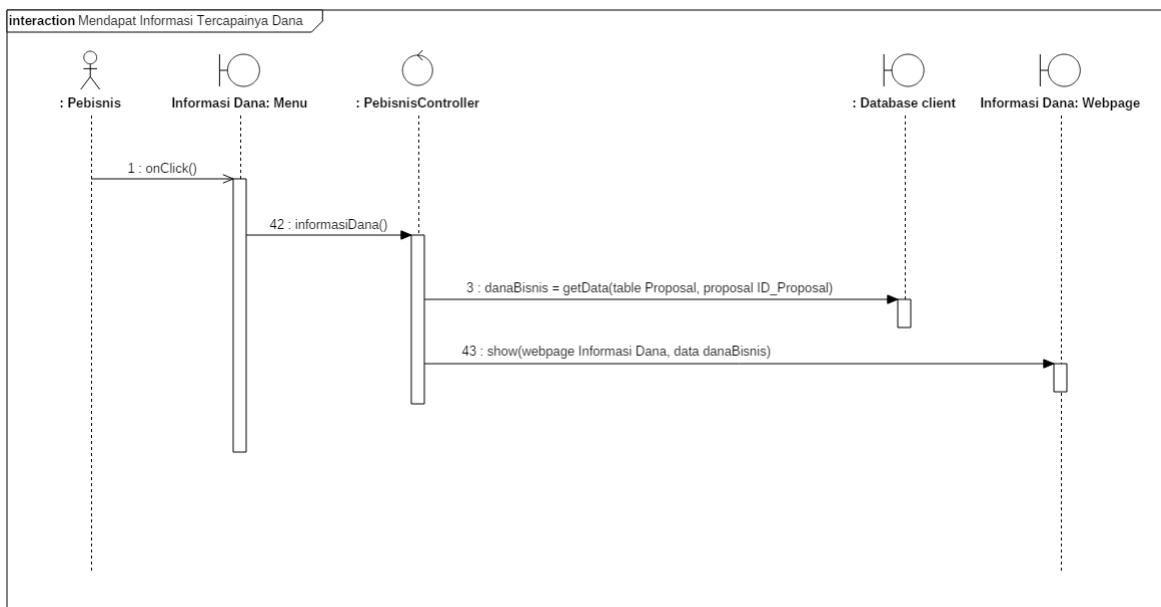 interaction Mendapat Informasi Tercapainya Dana
: Pebisnis
Informasi Dana: Menu
: PebisnsController
: Database client
Informasi Dana: Webpage
1 : onClick()
42 : informasiDana()
3 : danaBisnis = getData(table Proposal, proposal ID_Proposal)
43 : show(webpage Informasi Dana, data danaBisnis)